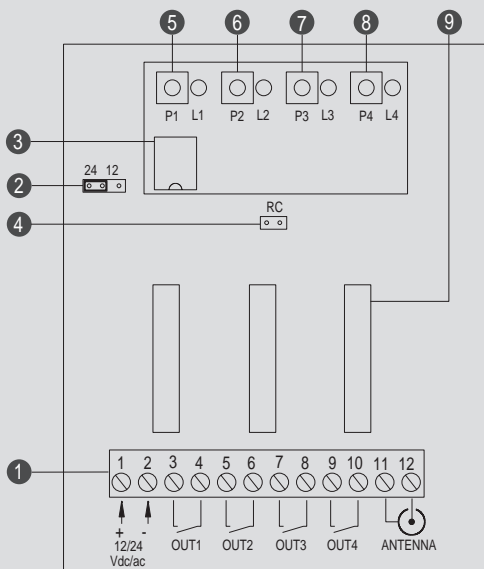 5 6 7 8 9
P1 L1 P2 L2 P3 L3 P4 L4
3
24 12
2
RC
4
1 2 3 4 5 6 7 8 9 10 11 12
1
+ -
12/24 OUT1 OUT2 OUT3 OUT4 ANTENNA
Vdc/ac